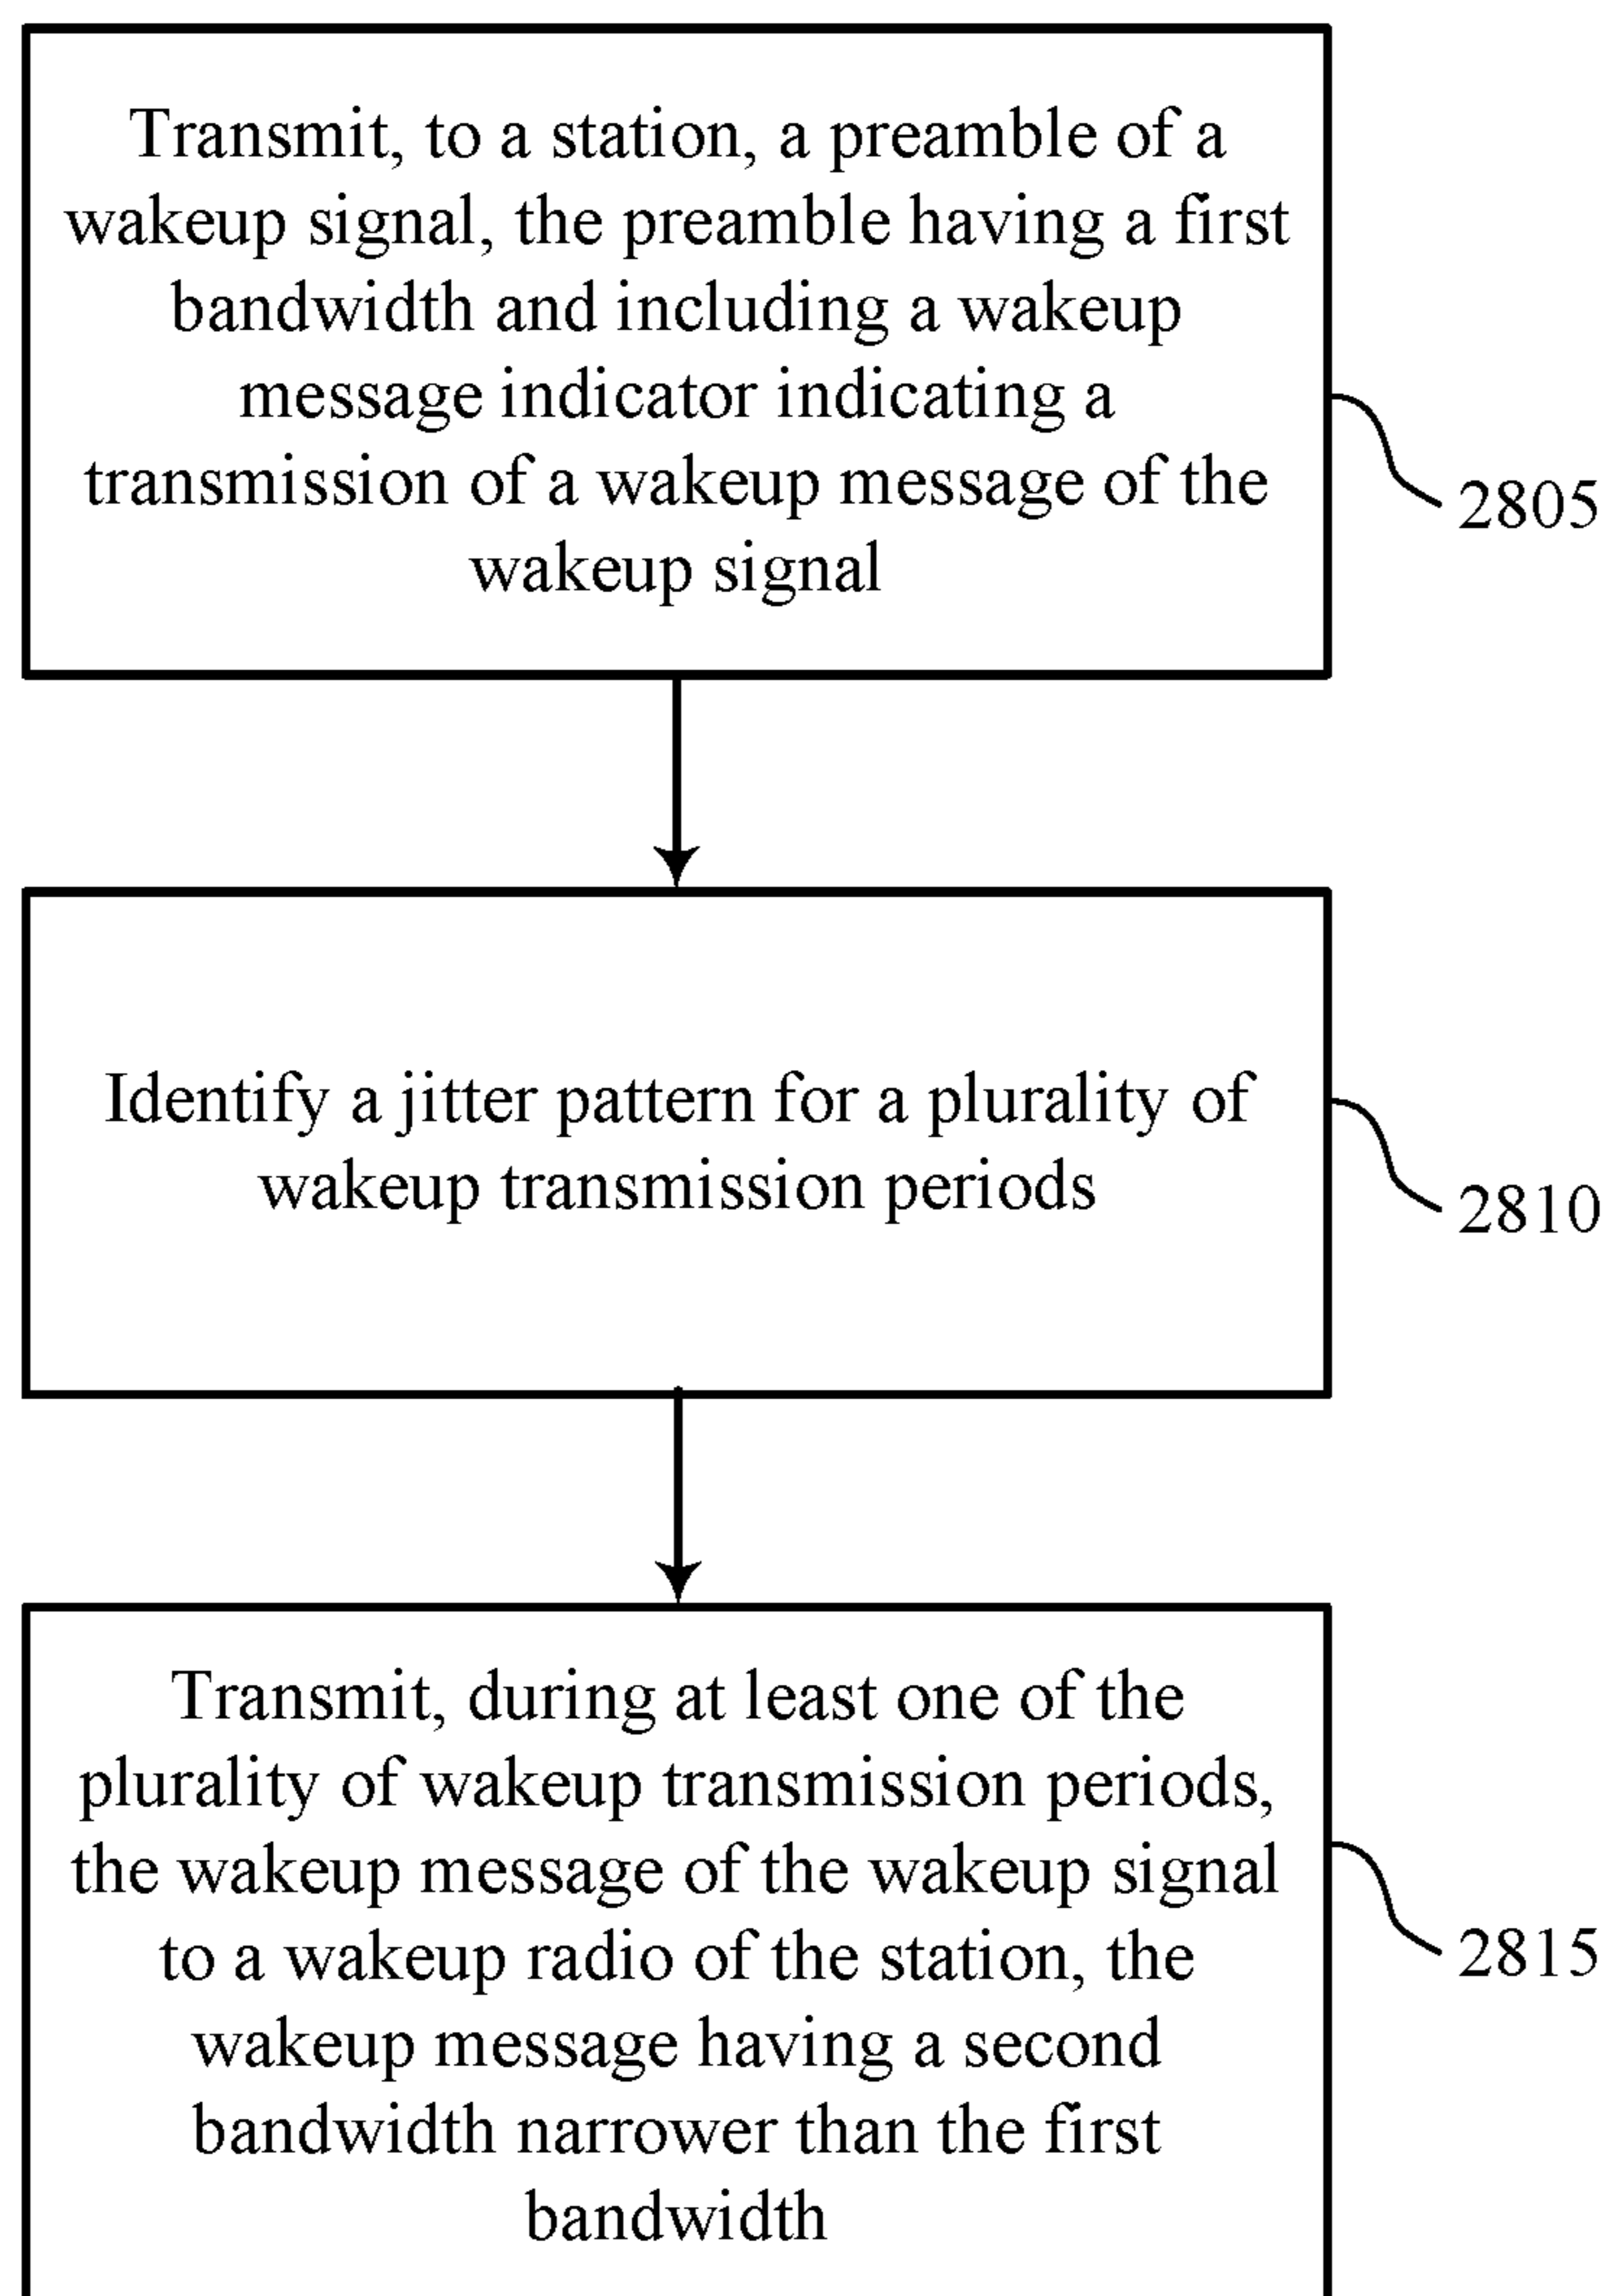 Transmit, to a station, a preamble of a
wakeup signal, the preamble having a first
bandwidth and including a wakeup
message indicator indicating a
transmission of a wakeup message of the
wakeup signal
2805
Identify a jitter pattern for a plurality of
wakeup transmission periods
2810
Transmit, during at least one of the
plurality of wakeup transmission periods,
the wakeup message of the wakeup signal
to a wakeup radio of the station, the
wakeup message having a second
bandwidth narrower than the first
bandwidth
2815